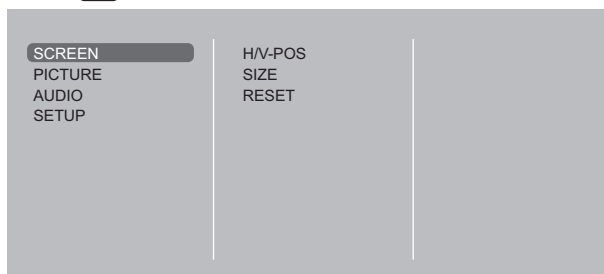 SCREEN
PICTURE
AUDIO
SETUP
H/V-POS
SIZE
RESET